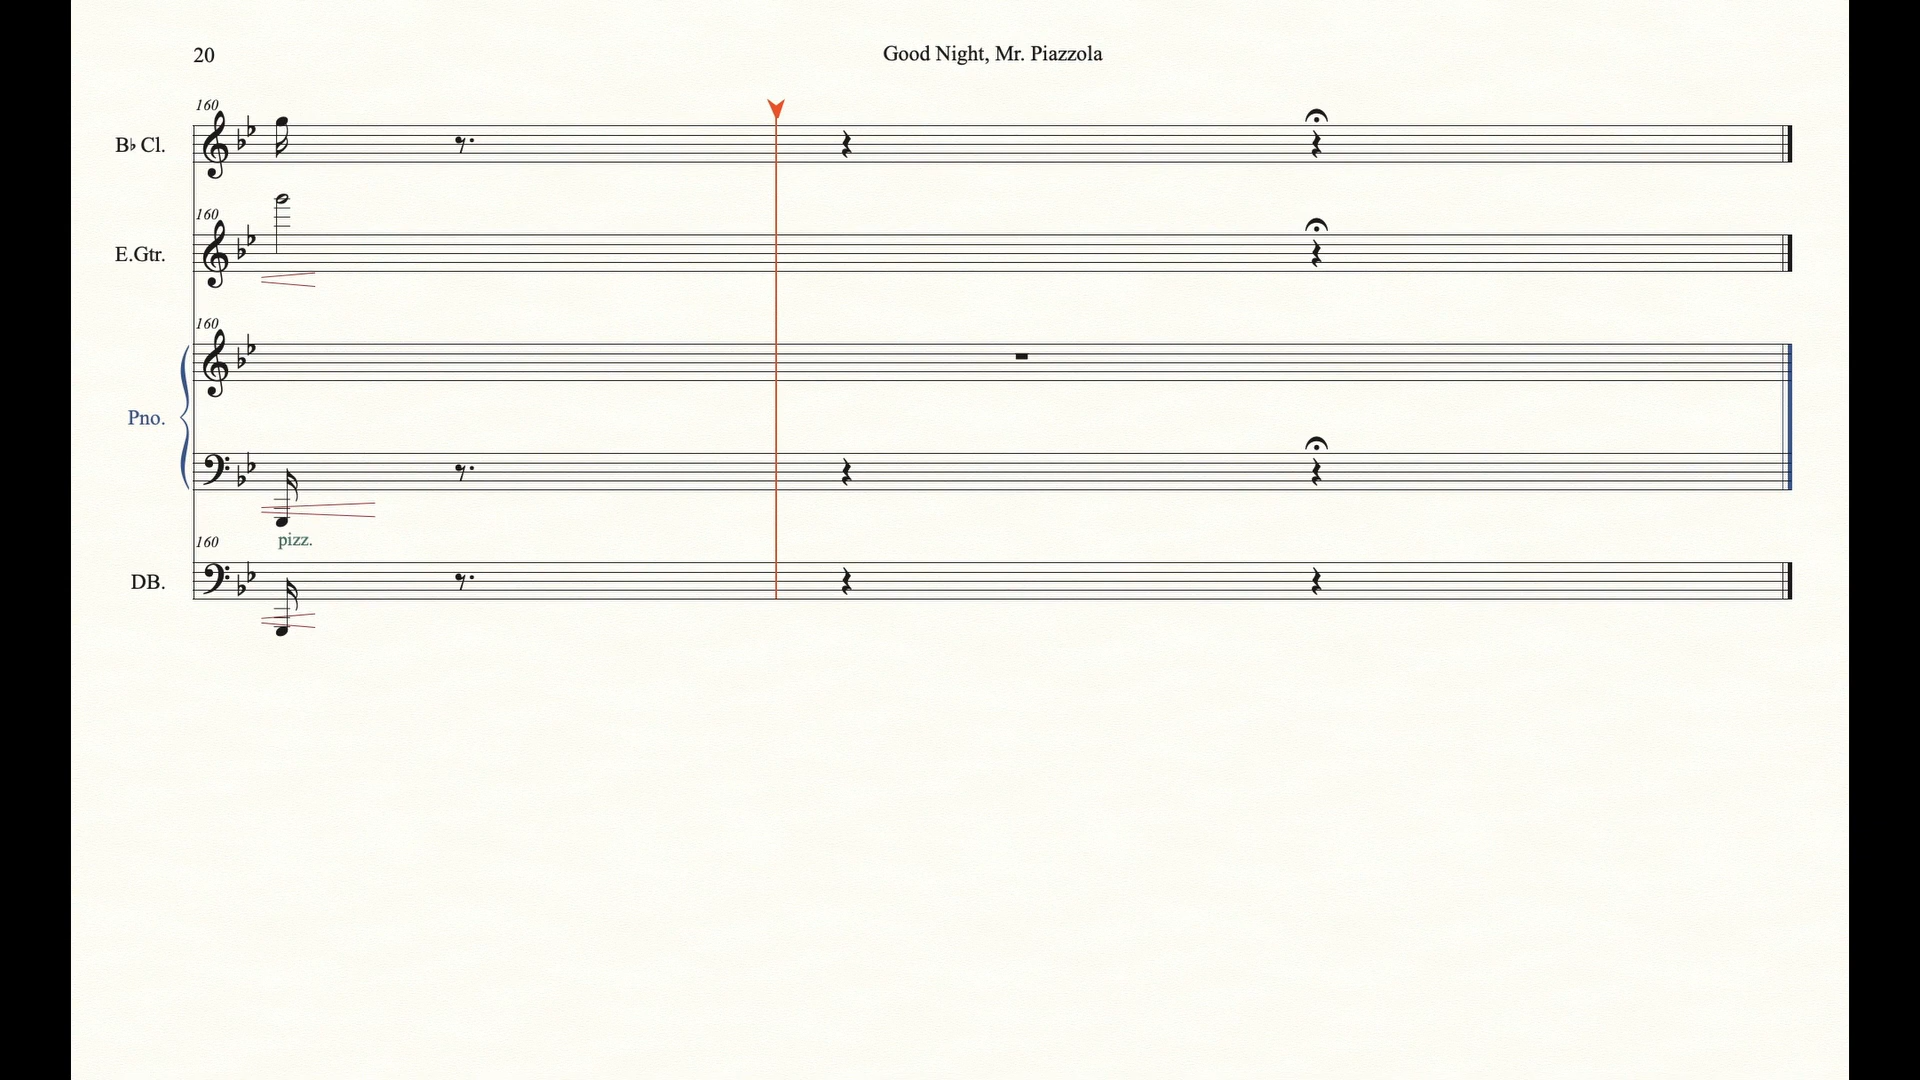 20
Good Night, Mr. Piazzola
160
B♭ Cl.
160
E.Gtr.
160
Pno.
pizz.
160
DB.